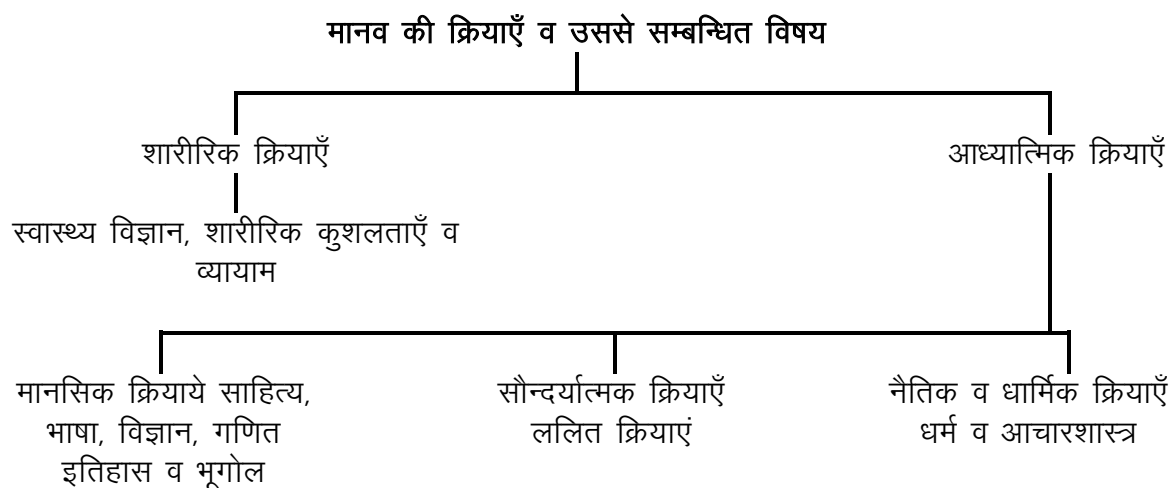 मानव की क्रियाएँ व उससे सम्बन्धित विषय
शारीरिक क्रियाएँ
आध्यात्मिक क्रियाएँ
स्वास्थ्य विज्ञान, शारीरिक कुशलताएँ व
व्यायाम
मानसिक क्रियाये साहित्य,
भाषा, विज्ञान, गणित
इतिहास व भूगोल
सौन्दर्यात्मक क्रियाएँ
ललित क्रियाएं
नैतिक व धार्मिक क्रियाएँ
धर्म व आचारशास्त्र